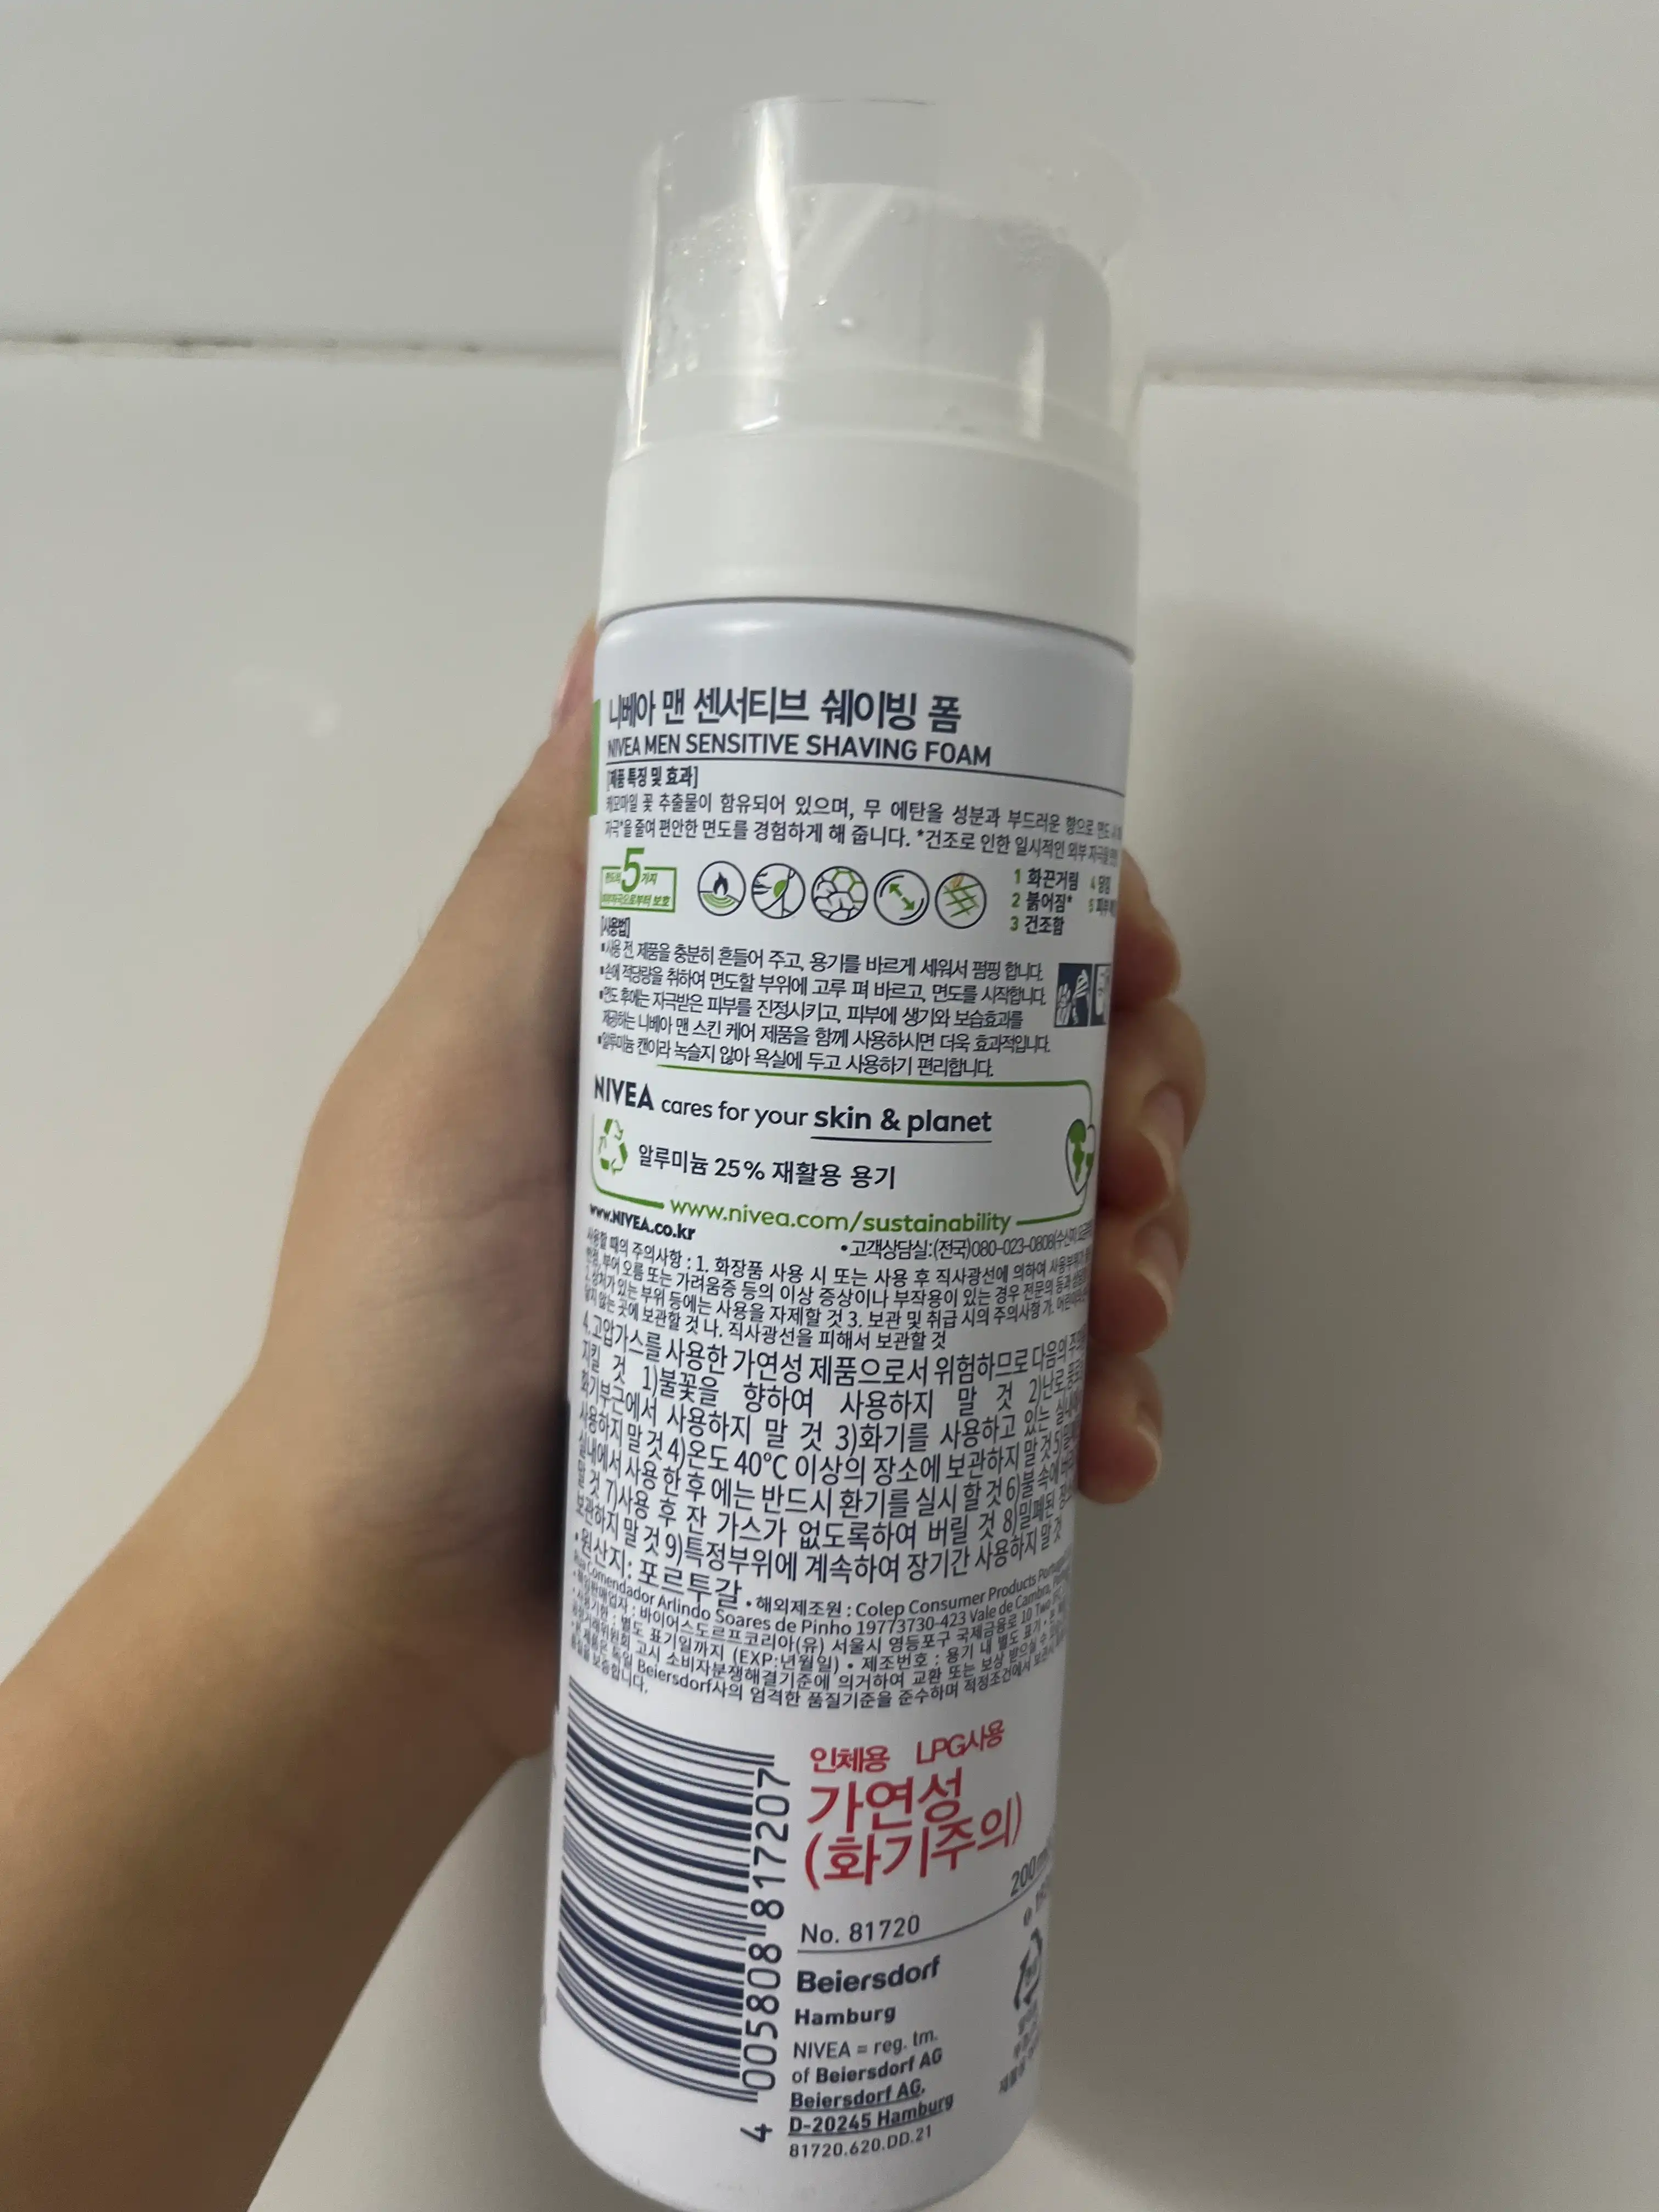 니베아 맨 센서티브 쉐이빙 폼
NIVEA MEN SENSITIVE SHAVING FOAM
[제품 특징 및 효과]
캐모마일 꽃 추출물이 함유되어 있으며, 무 에탄올 성분과 부드러운 향으로 면도 시
자극*을 줄여 편안한 면도를 경험하게 해 줍니다. *건조로 인한 일시적인 외부 자극을
5가지
보호
1 화끈거림 4 당김
2 붉어짐* 5 피부
3 건조함
[사용법]
▪사용 전, 제품을 충분히 흔들어 주고, 용기를 바르게 세워서 펌핑 합니다.
▪손에 적당량을 취하여 면도할 부위에 고루 펴 바르고, 면도를 시작합니다.
▪면도 후에는 자극받은 피부를 진정시키고, 피부에 생기와 보습효과를
제공하는 니베아 맨 스킨 케어 제품을 함께 사용하시면 더욱 효과적입니다.
▪알루미늄 캔이라 녹슬지 않아 욕실에 두고 사용하기 편리합니다.
NIVEA cares for your skin & planet
알루미늄 25% 재활용 용기
www.nivea.com/sustainability
www.NIVEA.co.kr
• 고객상담실:(전국)080-023-0808(수신자
사용할 때의 주의사항 : 1. 화장품 사용 시 또는 사용 후 직사광선에 의하여 사용부위가
부어 오름 또는 가려움증 등의 이상 증상이나 부작용이 있는 경우 전문의 등과
상처가 있는 부위 등에는 사용을 자제할 것 3. 보관 및 취급 시의 주의사항 가. 어린이의
닿지 않는 곳에 보관할 것 나. 직사광선을 피해서 보관할 것
4. 고압가스를 사용한 가연성 제품으로서 위험하므로 다음의 주의를
지킬 것 1)불꽃을 향하여 사용하지 말 것 2)난로,
화기부근에서 사용하지 말 것 3)화기를 사용하고 있는 실내에서
사용하지 말 것 4)온도 40°C 이상의 장소에 보관하지 말 것 5)밀폐된
실내에서 사용 한 후 에는 반드시 환기를 실시 할 것 6)불 속에 버리지
말 것 7)사용 후 잔 가스가 없도록하여 버릴 것 8)밀폐된 장소에
보관하지 말 것 9)특정부위에 계속하여 장기간 사용하지 말 것
• 원산지: 포르투갈 • 해외제조원 : Colep Consumer Products
Rua Comendador Arlindo Soares de Pinho 19773730-423 Vale de Cambra,
책임판매업자 : 바이어스도르프코리아(유) 서울시 영등포구 국제금융로 10 Two
• 사용기한 : 별도 표기일까지 (EXP:년월일) • 제조번호 : 용기 내 별도 표기
공정거래위원회 고시 소비자분쟁해결기준에 의거하여 교환 또는 보상 받으실 수
제품은 독일 Beiersdorf사의 엄격한 품질기준을 준수하며 적정조건에서
품질을 보증합니다.
인체용 LPG사용
가연성
(화기주의)
200
No. 81720
Beiersdorf
Hamburg
NIVEA = reg. tm.
of Beiersdorf AG
Beiersdorf AG,
D-20245 Hamburg
81720.620.DD.21
4 005808 817207